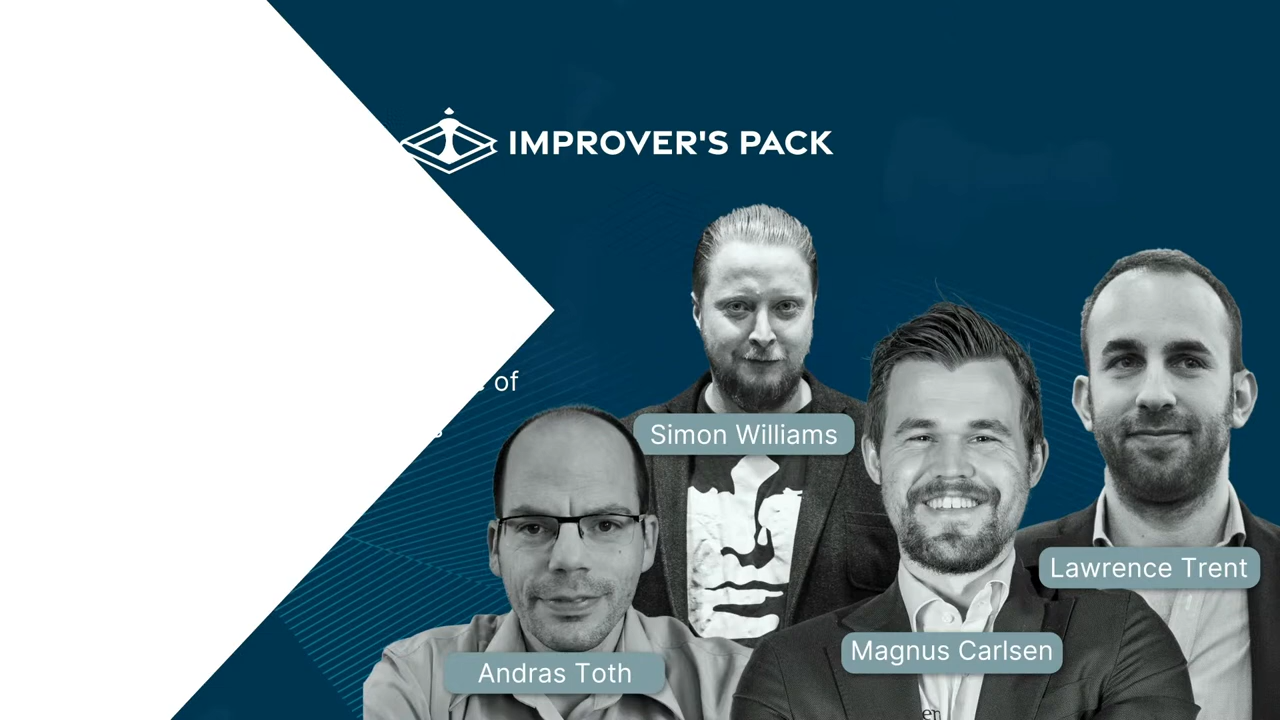 IMPROVER'S PACK
of
Simon Williams
Lawrence Trent
Magnus Carlsen
Andras Toth